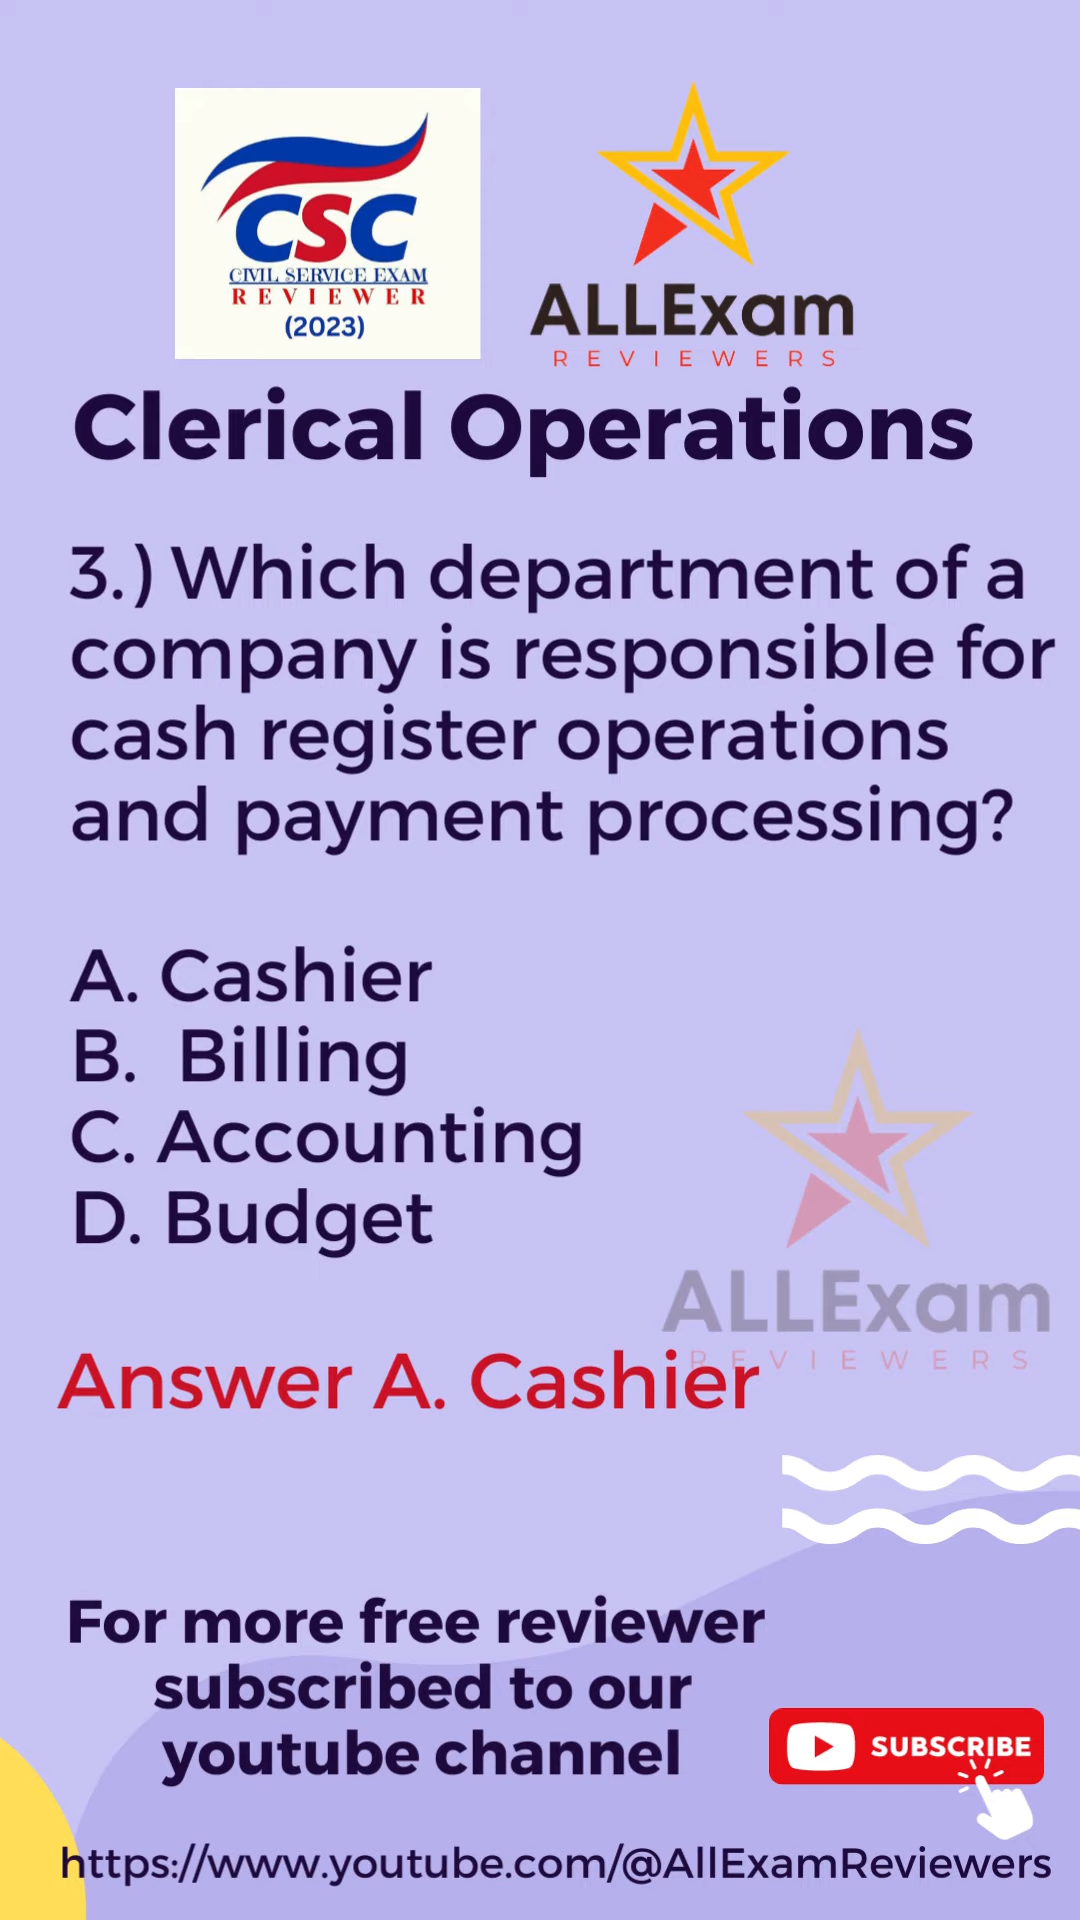 CSC
CIVIL SERVICE EXAM
REVIEWER
(2023)
ALLExam
REVIEWERS
Clerical Operations
3.) Which department of a
company is responsible for
cash register operations
and payment processing?
A. Cashier
B. Billing
C. Accounting
D. Budget
ALLExam
REVIEWERS
Answer A. Cashier
For more free reviewer
subscribed to our
youtube channel
SUBSCRIBE
https://www.youtube.com/@AllExamReviewers